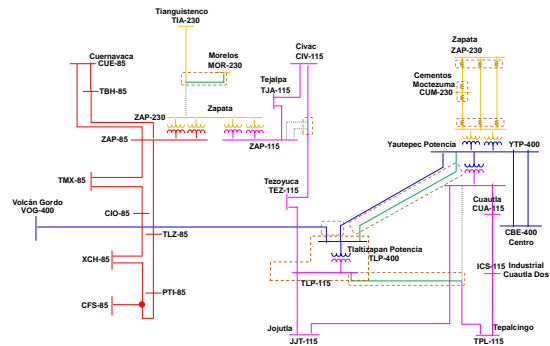 Tianguistenco
TIA-230
Cuernavaca
CUE-85
TBH-85
Morelos
MOR-230
Civac
CIV-115
Tejalpa
TJA-115
Zapata
ZAP-230
Cementos
Moctezuma
CUM-230
Zapata
ZAP-230
ZAP-85
ZAP-115
Yautepec Potencia
YTP-400
TMX-85
Tezoyuca
TEZ-115
Volcán Gordo
VOG-400
CIO-85
TLZ-85
Cuautla
CUA-115
CBE-400
Centro
Tlaltizapan Potencia
TLP-400
XCH-85
ICS-115
Industrial
Cuautla Dos
TLP-115
PTI-85
CFS-85
Jojutla
JJT-115
Tepalcingo
TPL-115